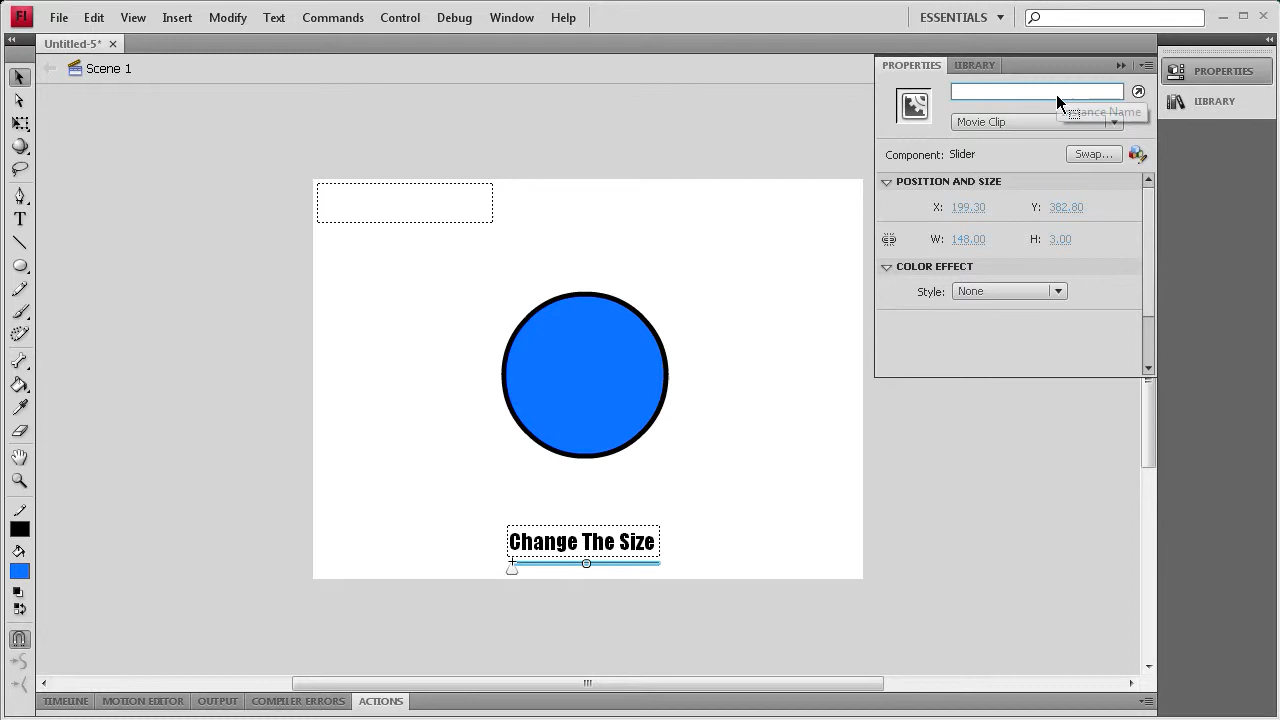 Fl File Edit View Insert Modify Text Commands Control Debug Window Help ESSENTIALS
Untitled-5* ×
Scene 1
PROPERTIES LIBRARY
Movie Clip
Component: Slider Swap...
POSITION AND SIZE
X: 199.30 Y: 382.80
W: 148.00 H: 3.00
COLOR EFFECT
Style: None
PROPERTIES
LIBRARY
Change The Size
TIMELINE MOTION EDITOR OUTPUT COMPILER ERRORS ACTIONS